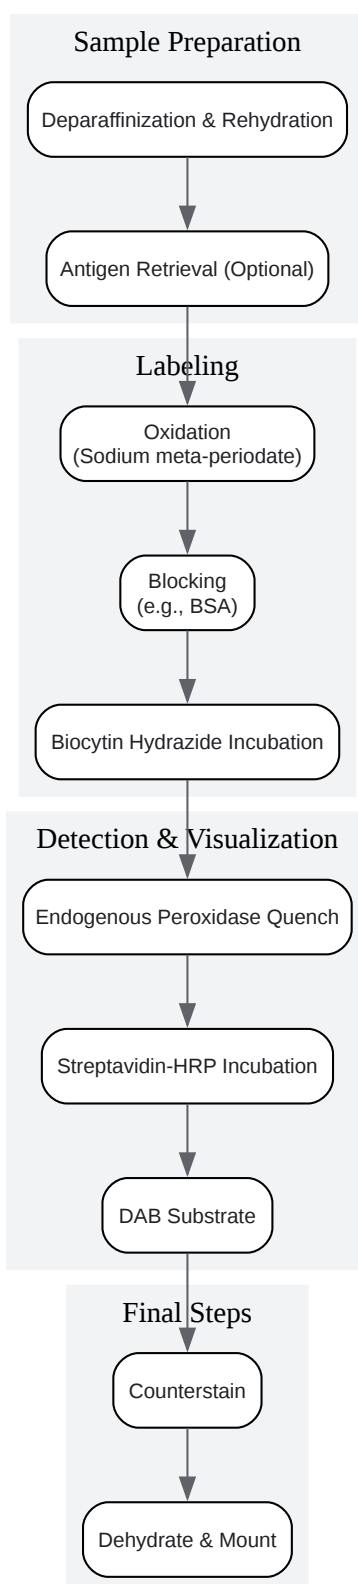 Sample Preparation
Deparaffinization & Rehydration
Antigen Retrieval (Optional)
Labeling
Oxidation
(Sodium meta-periodate)
Blocking
(e.g., BSA)
Biocytin Hydrazide Incubation
Detection & Visualization
Endogenous Peroxidase Quench
Streptavidin-HRP Incubation
DAB Substrate
Final Steps
Counterstain
Dehydrate & Mount